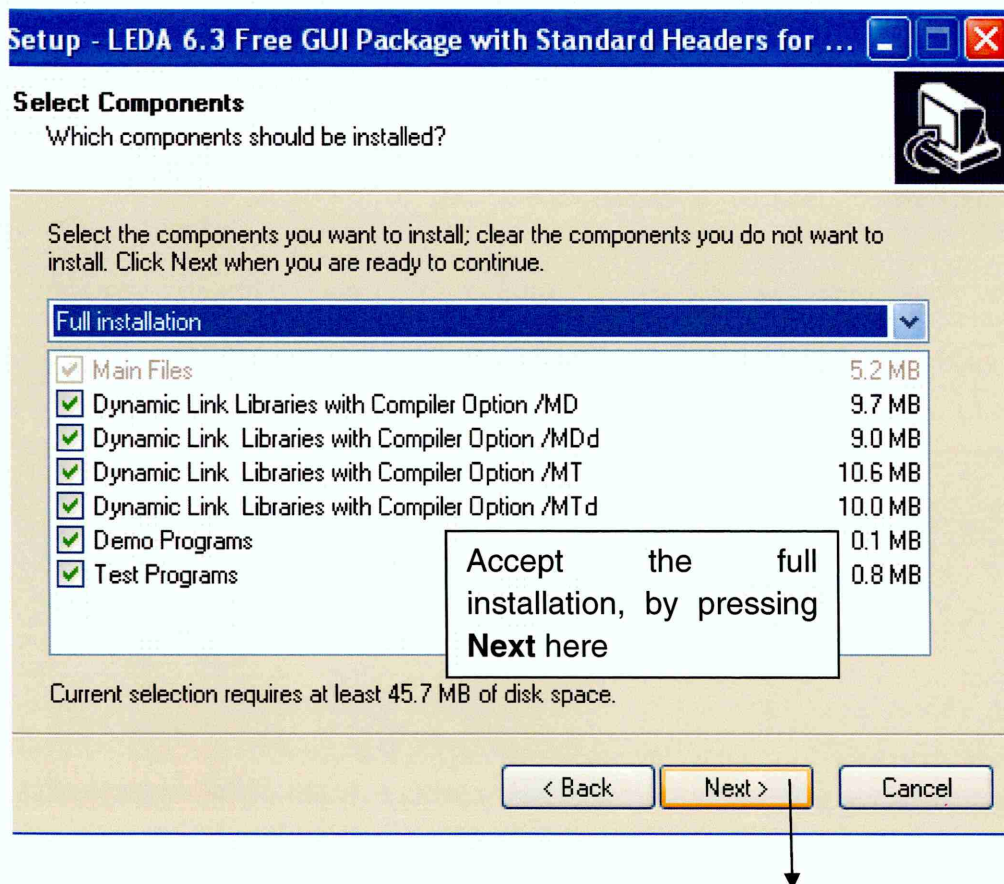 Setup - LEDA 6.3 Free GUI Package with Standard Headers for ...
Select Components
Which components should be installed?
Select the components you want to install; clear the components you do not want to
install. Click Next when you are ready to continue.
Full installation
Main Files 5.2 MB
Dynamic Link Libraries with Compiler Option /MD 9.7 MB
Dynamic Link Libraries with Compiler Option /MDd 9.0 MB
Dynamic Link Libraries with Compiler Option /MT 10.6 MB
Dynamic Link Libraries with Compiler Option /MTd 10.0 MB
Demo Programs 0.1 MB
Test Programs 0.8 MB
Accept the full
installation, by pressing
Next here
Current selection requires at least 45.7 MB of disk space.
< Back Next > Cancel